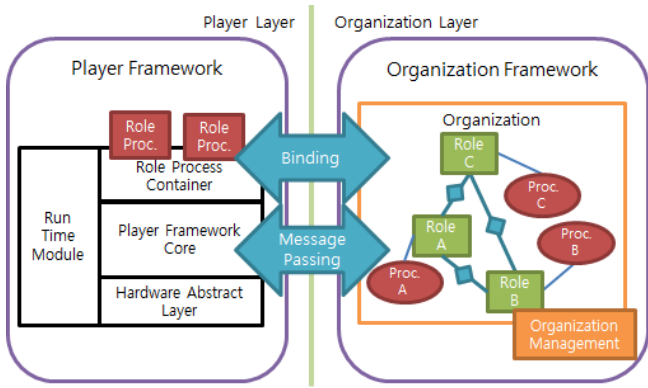 Player Layer
Organization Layer
Player Framework
Organization Framework
Role
Proc.
Role
Proc.
Role Process
Container
Run
Time
Module
Player Framework
Core
Hardware Abstract
Layer
Binding
Message
Passing
Organization
Role
C
Proc.
C
Role
A
Proc.
B
Proc.
A
Role
B
Organization
Management